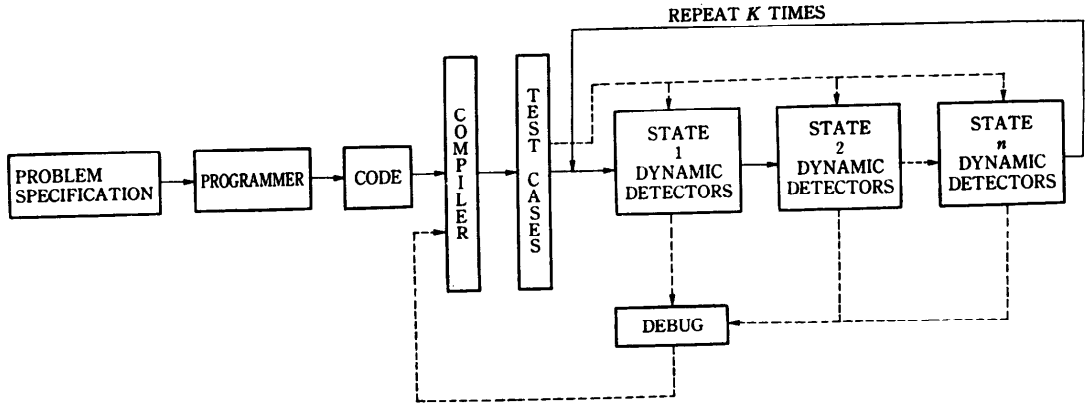 REPEAT K TIMES
PROBLEM
SPECIFICATION
PROGRAMMER
CODE
COMPILER
TEST CASES
STATE
1
DYNAMIC
DETECTORS
STATE
2
DYNAMIC
DETECTORS
STATE
n
DYNAMIC
DETECTORS
DEBUG